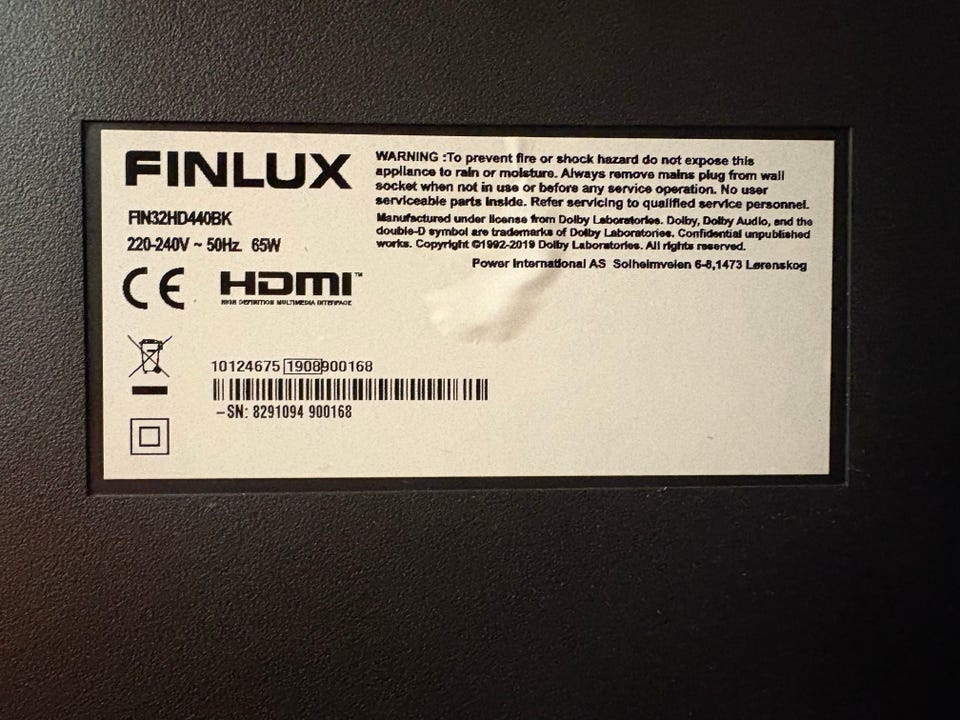 FINLUX
FIN32HD440BK
220-240V ~ 50Hz. 65W
WARNING :To prevent fire or shock hazard do not expose this
appliance to rain or moisture. Always remove mains plug from wall
socket when not in use or before any service operation. No user
serviceable parts inside. Refer servicing to qualified service personnel.
Manufactured under license from Dolby Laboratories. Dolby, Dolby Audio, and the
double-D symbol are trademarks of Dolby Laboratories. Confidential unpublished
works. Copyright ©1992-2019 Dolby Laboratories. All rights reserved.
Power International AS Solheimveien 6-8,1473 Lørenskog
CE
HDMI™
HIGH DEFINITION MULTIMEDIA INTERFACE
10124675 1908900168
-SN: 8291094 900168